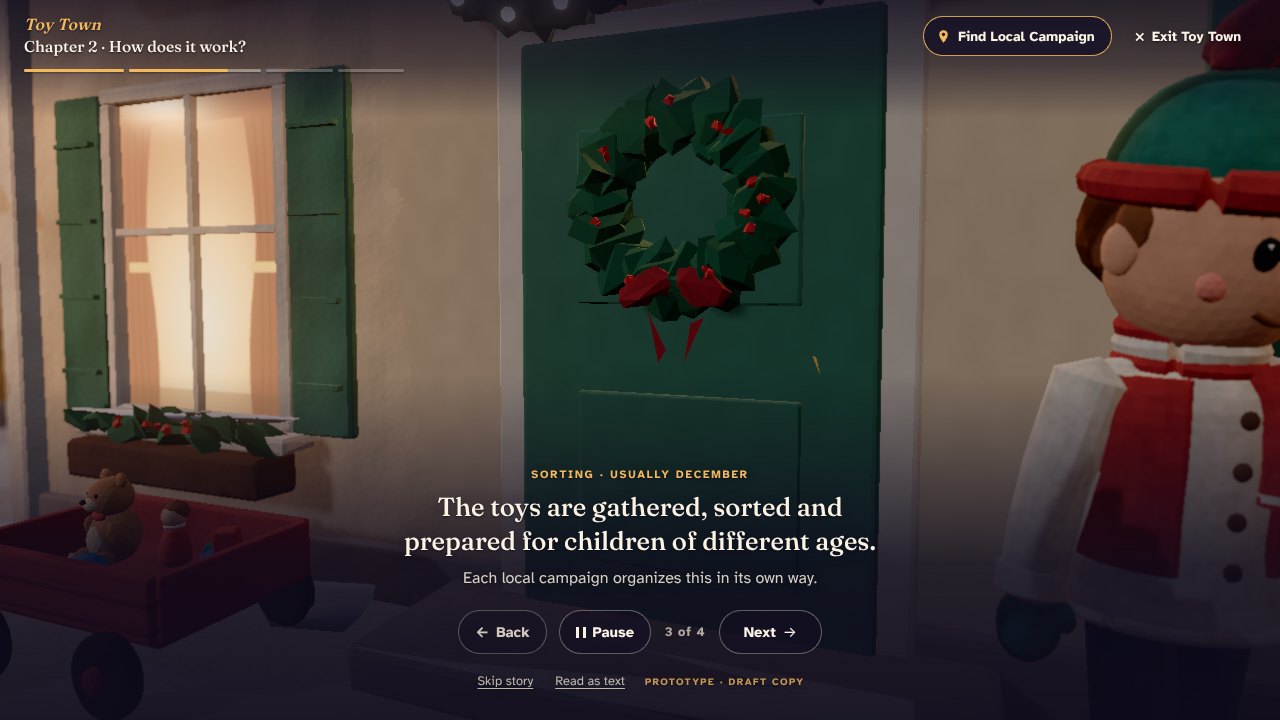 Toy Town
Chapter 2 · How does it work?
Find Local Campaign
× Exit Toy Town
SORTING · USUALLY DECEMBER
The toys are gathered, sorted and
prepared for children of different ages.
Each local campaign organizes this in its own way.
← Back
Pause
3 of 4
Next →
Skip story
Read as text
PROTOTYPE · DRAFT COPY